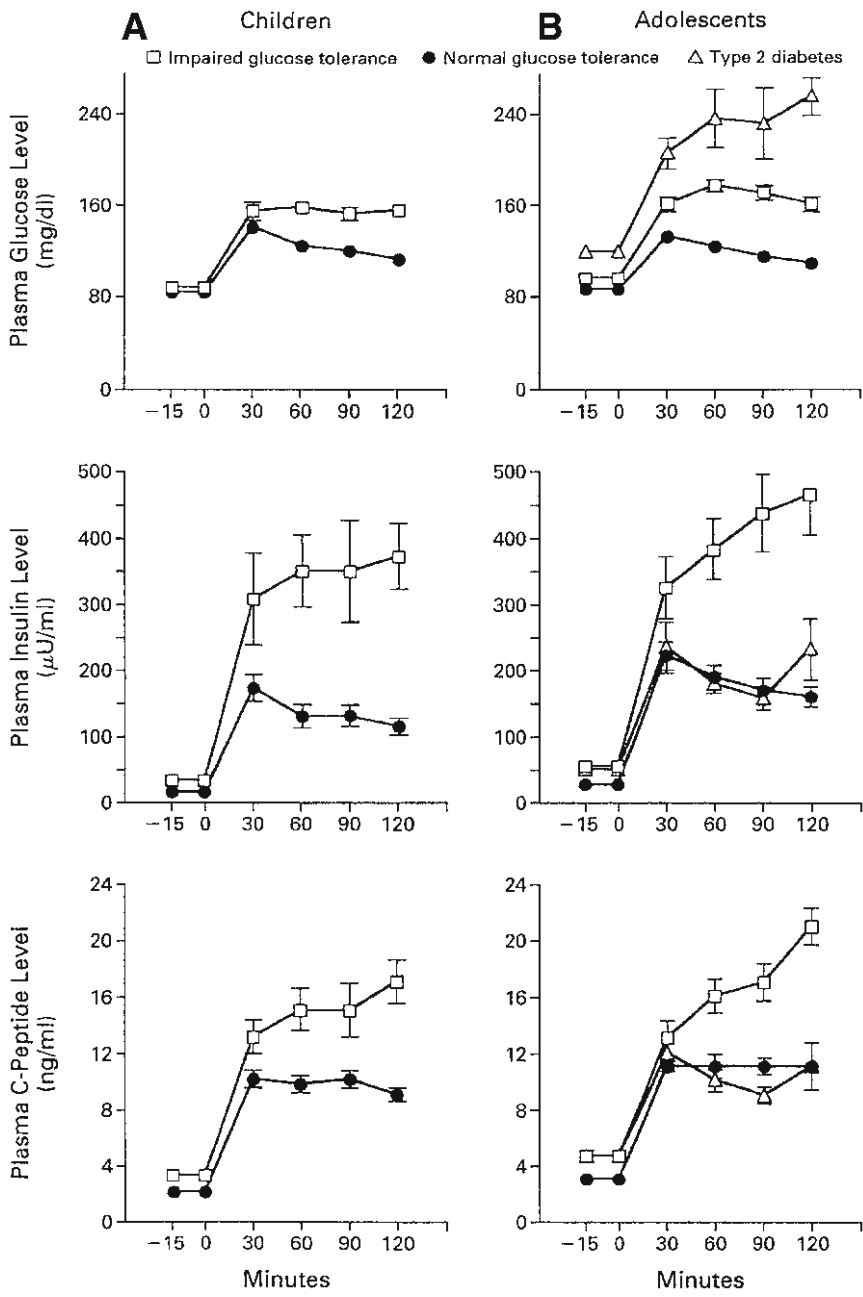 A Children
B Adolescents
Impaired glucose tolerance Normal glucose tolerance Type 2 diabetes
Plasma Glucose Level
(mg/dl)
240
160
80
0
−15 0 30 60 90 120
240
160
80
0
−15 0 30 60 90 120
Plasma Insulin Level
(μU/ml)
500
400
300
200
100
0
−15 0 30 60 90 120
500
400
300
200
100
0
−15 0 30 60 90 120
Plasma C-Peptide Level
(ng/ml)
24
20
16
12
8
4
0
−15 0 30 60 90 120
Minutes
24
20
16
12
8
4
0
−15 0 30 60 90 120
Minutes